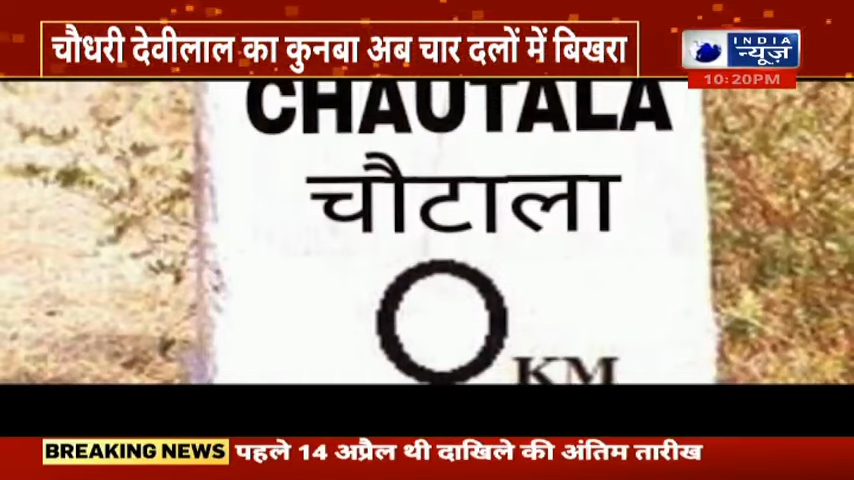 चौधरी देवीलाल का कुनबा अब चार दलों में बिखरा
INDIA
न्यूज़
10:20PM
CHAUTALA
चौटाला
0 KM
BREAKING NEWS पहले 14 अप्रैल थी दाखिले की अंतिम तारीख